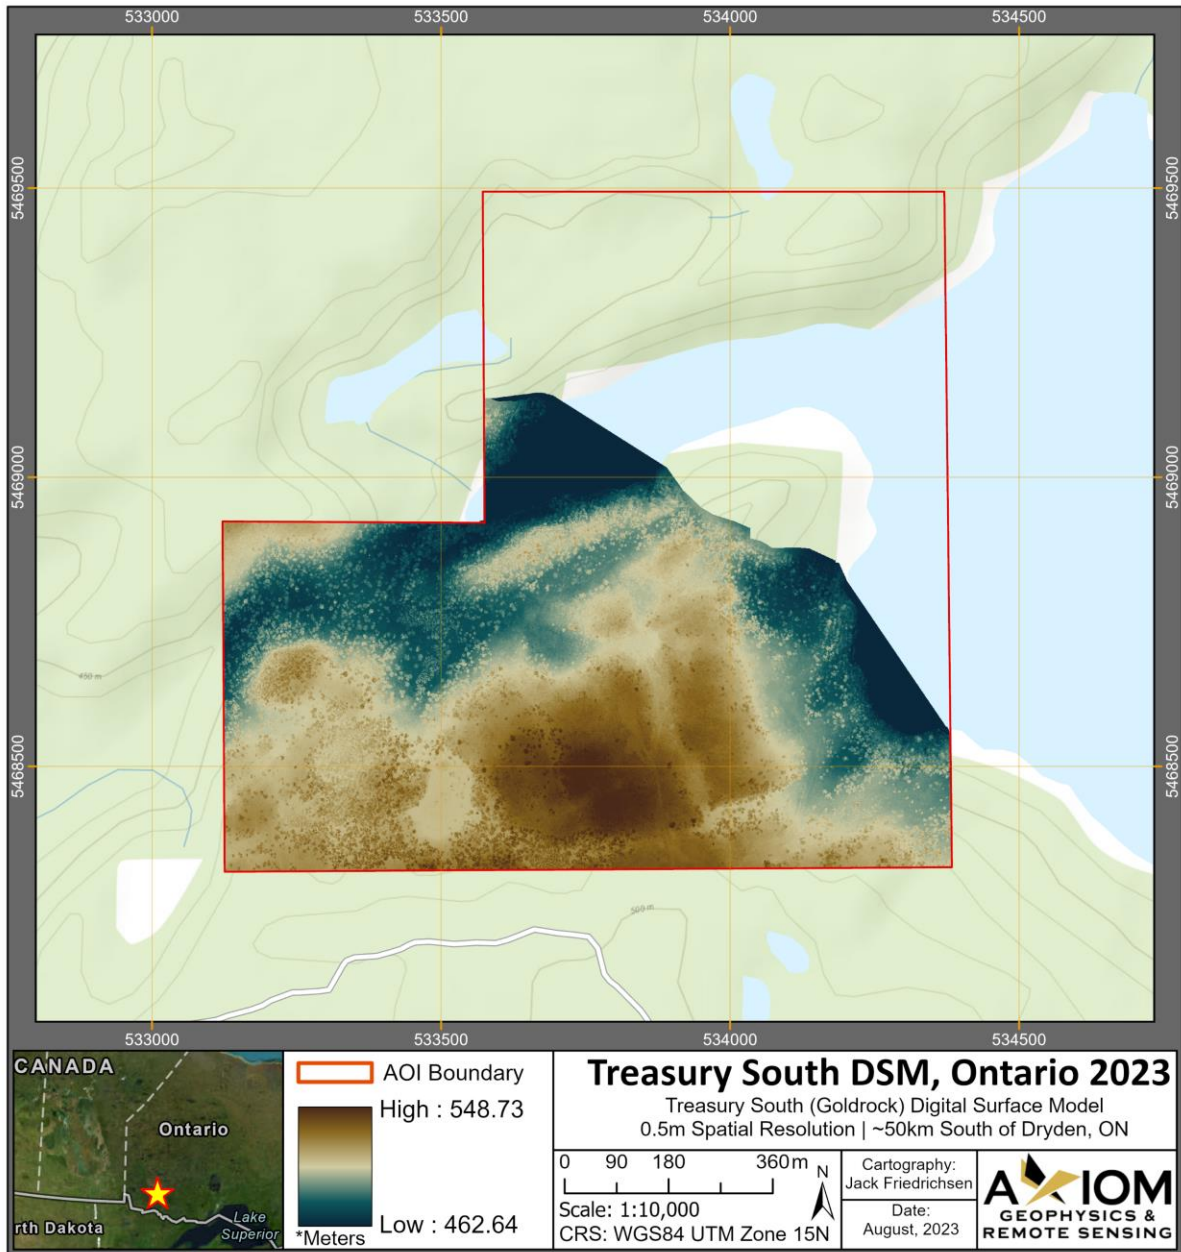 533000 533500 534000 534500
5469500 5469500
5469000 5469000
450 m
5468500 5468500
500 m
533000 533500 534000 534500
CANADA
Ontario
rth Dakota
Lake
Superior
AOI Boundary
High : 548.73
Low : 462.64
*Meters
Treasury South DSM, Ontario 2023
Treasury South (Goldrock) Digital Surface Model
0.5m Spatial Resolution | ~50km South of Dryden, ON
0 90 180 360 m
N
Scale: 1:10,000
CRS: WGS84 UTM Zone 15N
Cartography:
Jack Friedrichsen
Date:
August, 2023
AXIOM
GEOPHYSICS &
REMOTE SENSING